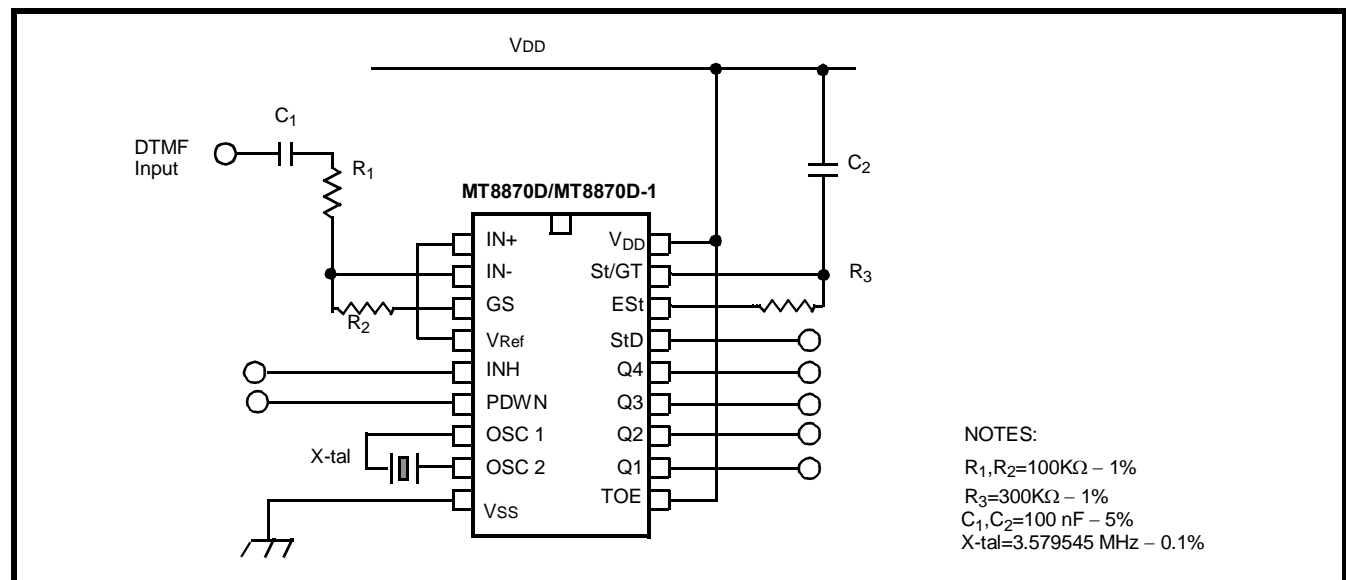 VDD
C1
DTMF
Input
R1
C2
MT8870D/MT8870D-1
IN+
VDD
IN-
St/GT
R3
GS
ESt
R2
VRef
StD
INH
Q4
PDWN
Q3
OSC 1
Q2
X-tal
OSC 2
Q1
VSS
TOE
NOTES:
R1,R2=100KΩ – 1%
R3=300KΩ – 1%
C1,C2=100 nF – 5%
X-tal=3.579545 MHz – 0.1%